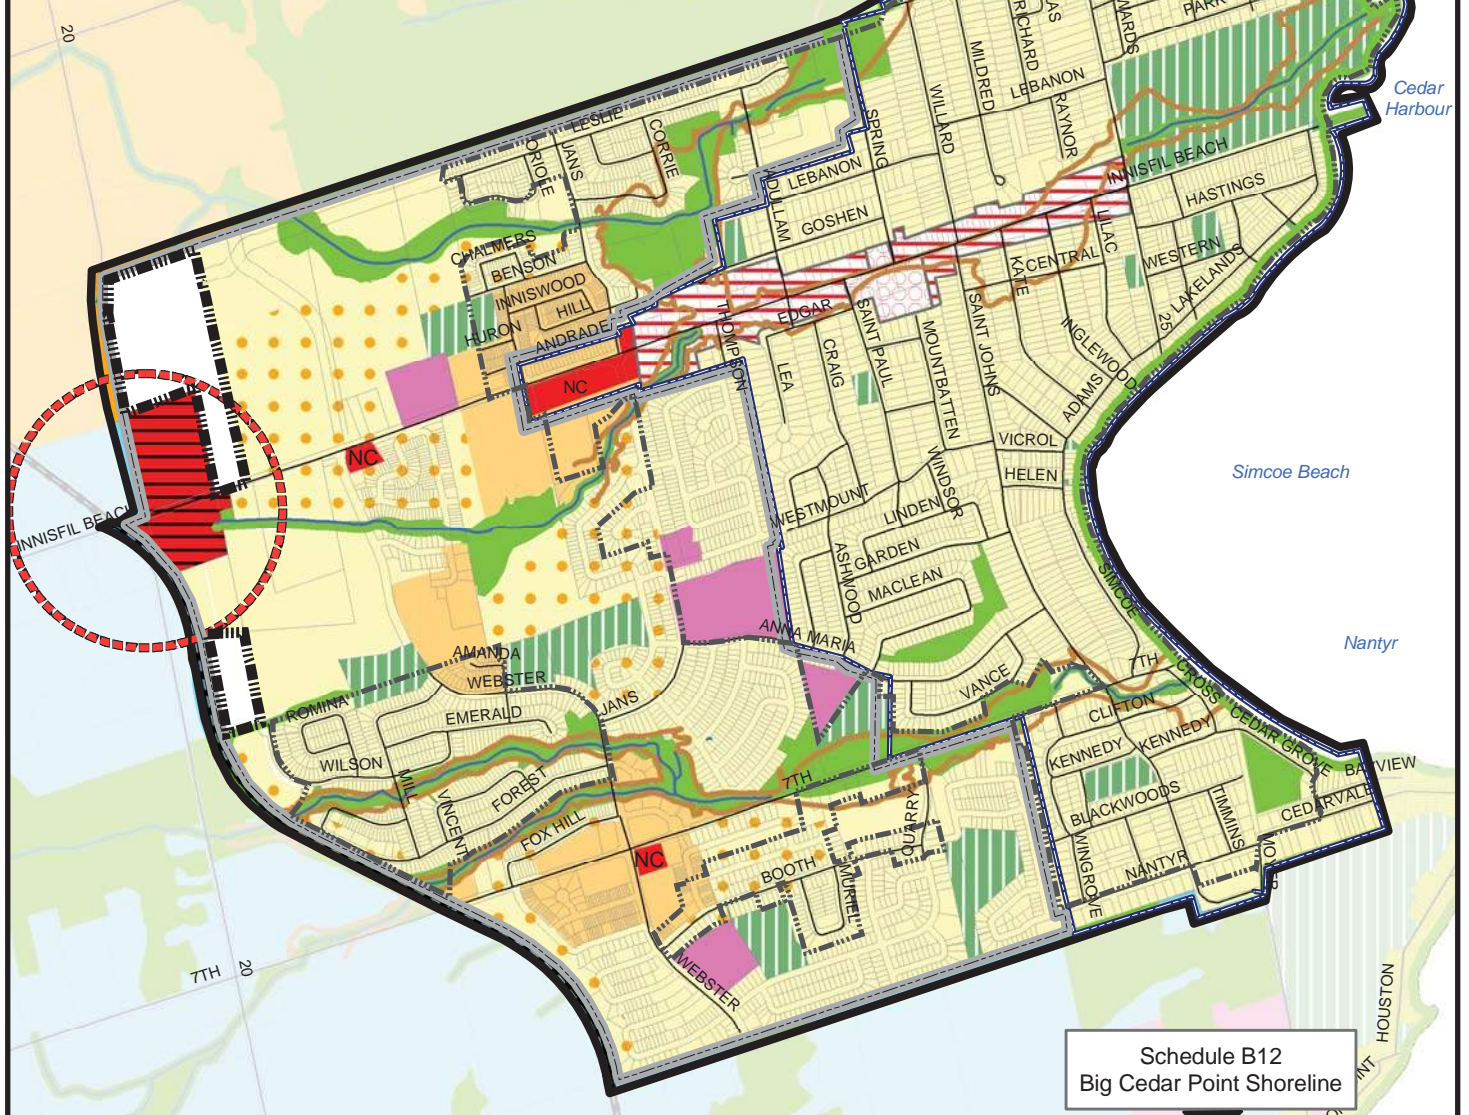 20
RICHARD
WARDS
PARK
MILDRED
LEBANON
Cedar
Harbour
WILLARD
RAYNOR
SPRING
LESLIE
CORRIE
ORIOLE
JANS
INNISFIL BEACH
LEBANON
ADULLAM
HASTINGS
GOSHEN
LILAC
CHALMERS
BENSON
CENTRAL
WESTERN
KATE
INNISWOOD
LAKELANDS
HILL
EDGAR
HURON
ANDRADE
THOMPSON
SAINT PAUL
SAINT JOHNS
25
MOUNTBATTEN
INGLEWOOD
CRAIG
LEA
ADAMS
NC
NC
VICROL
HELEN
Simcoe Beach
WINDSOR
WESTMOUNT
LINDEN
INNISFIL BEACH
GARDEN
ASHWOOD
MACLEAN
SIMCOE
ANNA MARIA
Nantyr
AMANDA
WEBSTER
7TH
CROSS
VANCE
ROMINA
JANS
EMERALD
CLIFTON
CEDAR GROVE
KENNEDY
KENNEDY
WILSON
MILL
7TH
BAYVIEW
FOREST
VINCENT
BLACKWOODS
TIMMINS
CEDARVALE
FOX HILL
QUARRY
NC
BOOTH
MURIEL
WINGROVE
NANTYR
7TH
20
WEBSTER
HOUSTON
Schedule B12
Big Cedar Point Shoreline